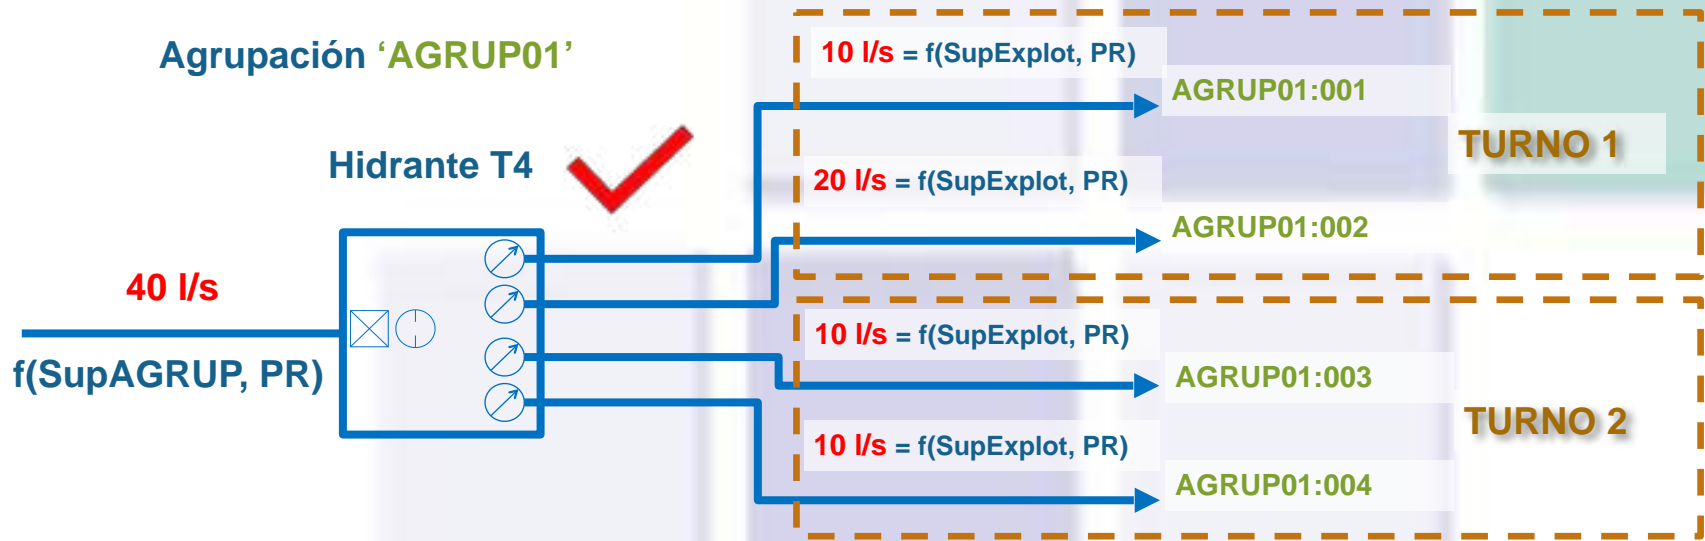 Agrupación ‘AGRUP01’
10 l/s = f(SupExplot, PR)
AGRUP01:001
TURNO 1
Hidrante T4
20 l/s = f(SupExplot, PR)
AGRUP01:002
40 l/s
f(SupAGRUP, PR)
10 l/s = f(SupExplot, PR)
AGRUP01:003
TURNO 2
10 l/s = f(SupExplot, PR)
AGRUP01:004